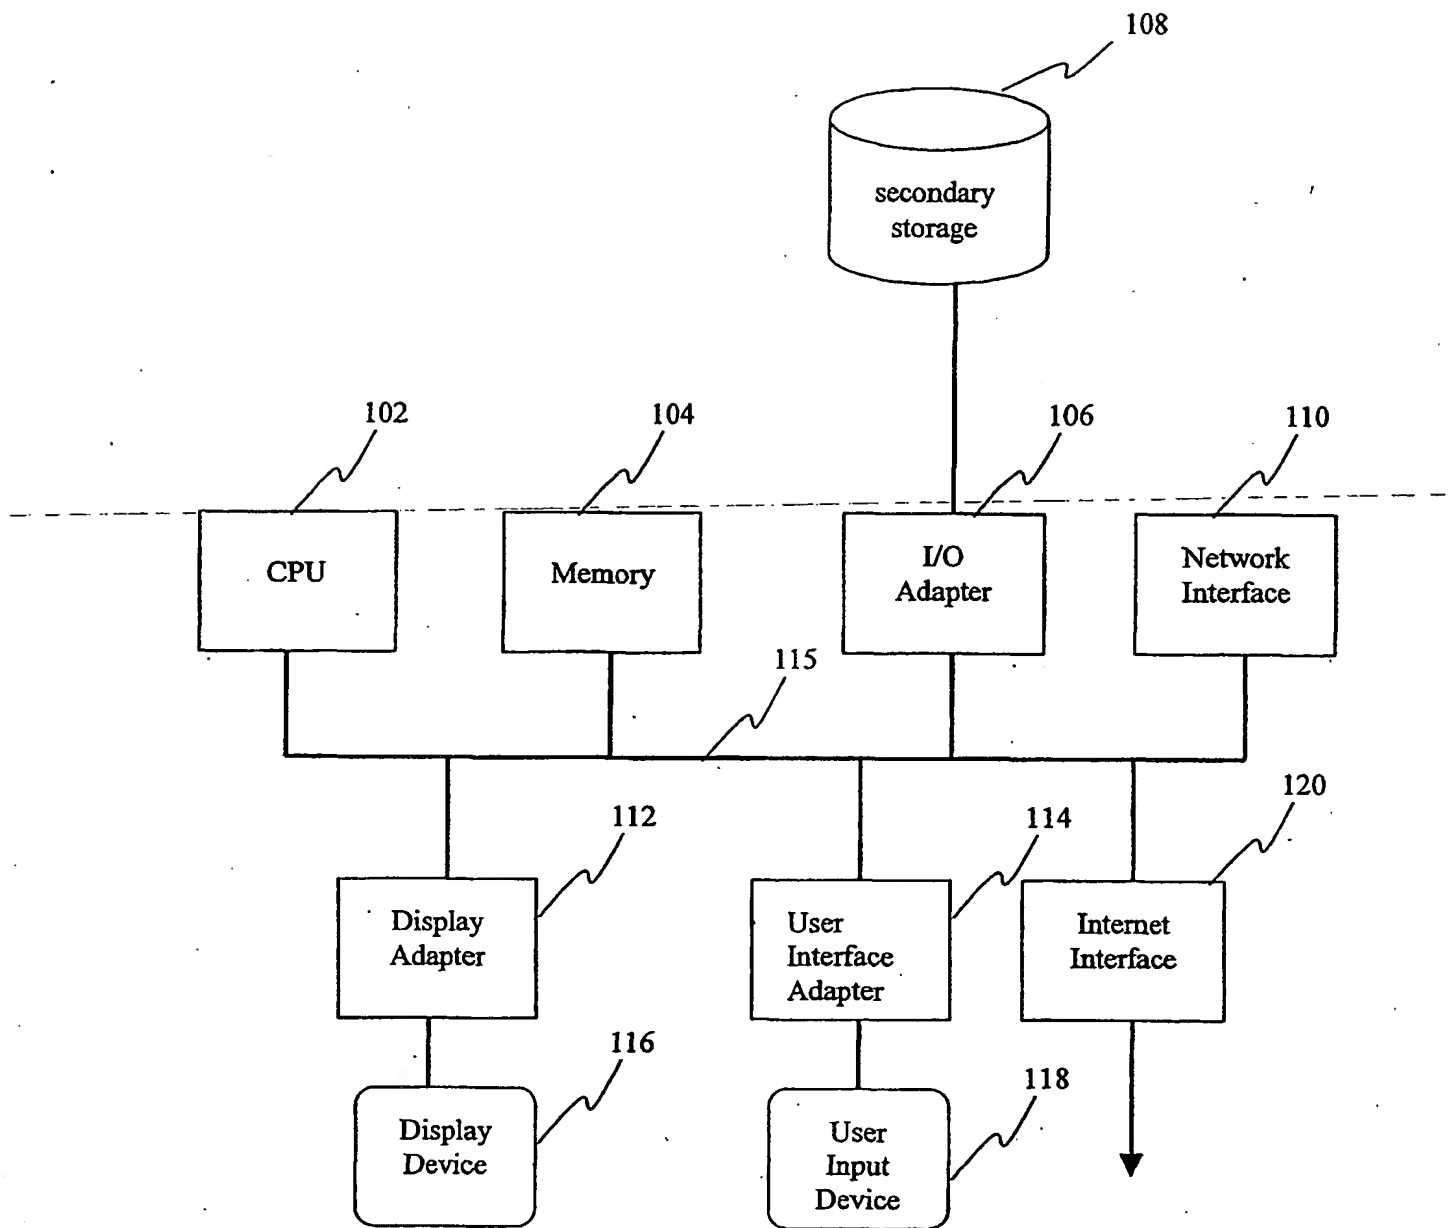 108
secondary
storage
102
104
106
110
CPU
Memory
I/O
Adapter
Network
Interface
115
112
114
120
Display
Adapter
User
Interface
Adapter
Internet
Interface
116
118
Display
Device
User
Input
Device